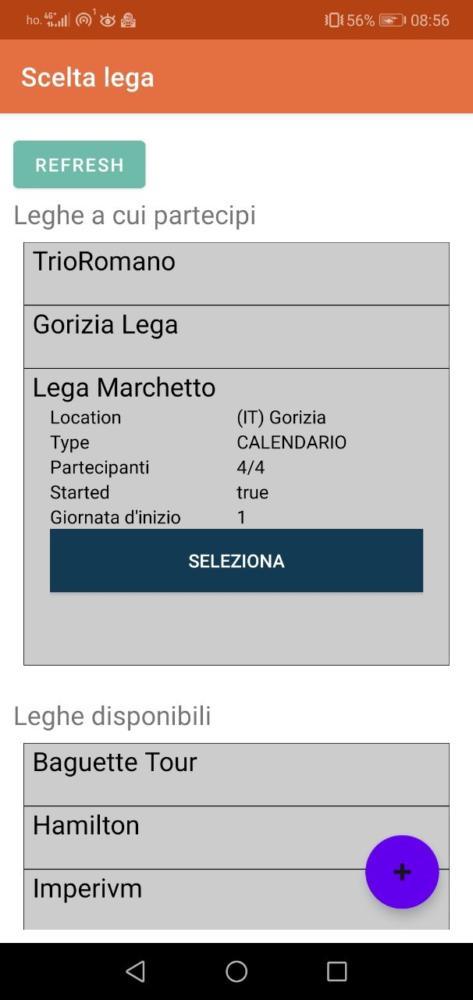 ho. 4G+ 1 56% 08:56
Scelta lega
REFRESH
Leghe a cui partecipi
TrioRomano
Gorizia Lega
Lega Marchetto
Location (IT) Gorizia
Type CALENDARIO
Partecipanti 4/4
Started true
Giornata d'inizio 1
SELEZIONA
Leghe disponibili
Baguette Tour
Hamilton
+
Imperivm